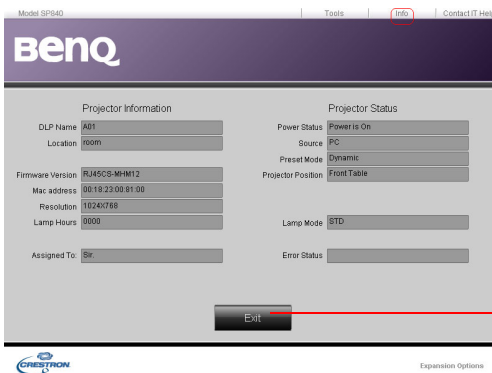 Model SP840
Tools
Info
Contact IT Hel
BenQ
Projector Information
DLP Name A01
Location room
Firmware Version RJ45CS-MHM12
Mac address 00:18:23:00:81:00
Resolution 1024X768
Lamp Hours 0000
Assigned To: Sir.
Projector Status
Power Status Power is On
Source PC
Preset Mode Dynamic
Projector Position Front Table
Lamp Mode STD
Error Status
Exit
CRESTRON
Expansion Options